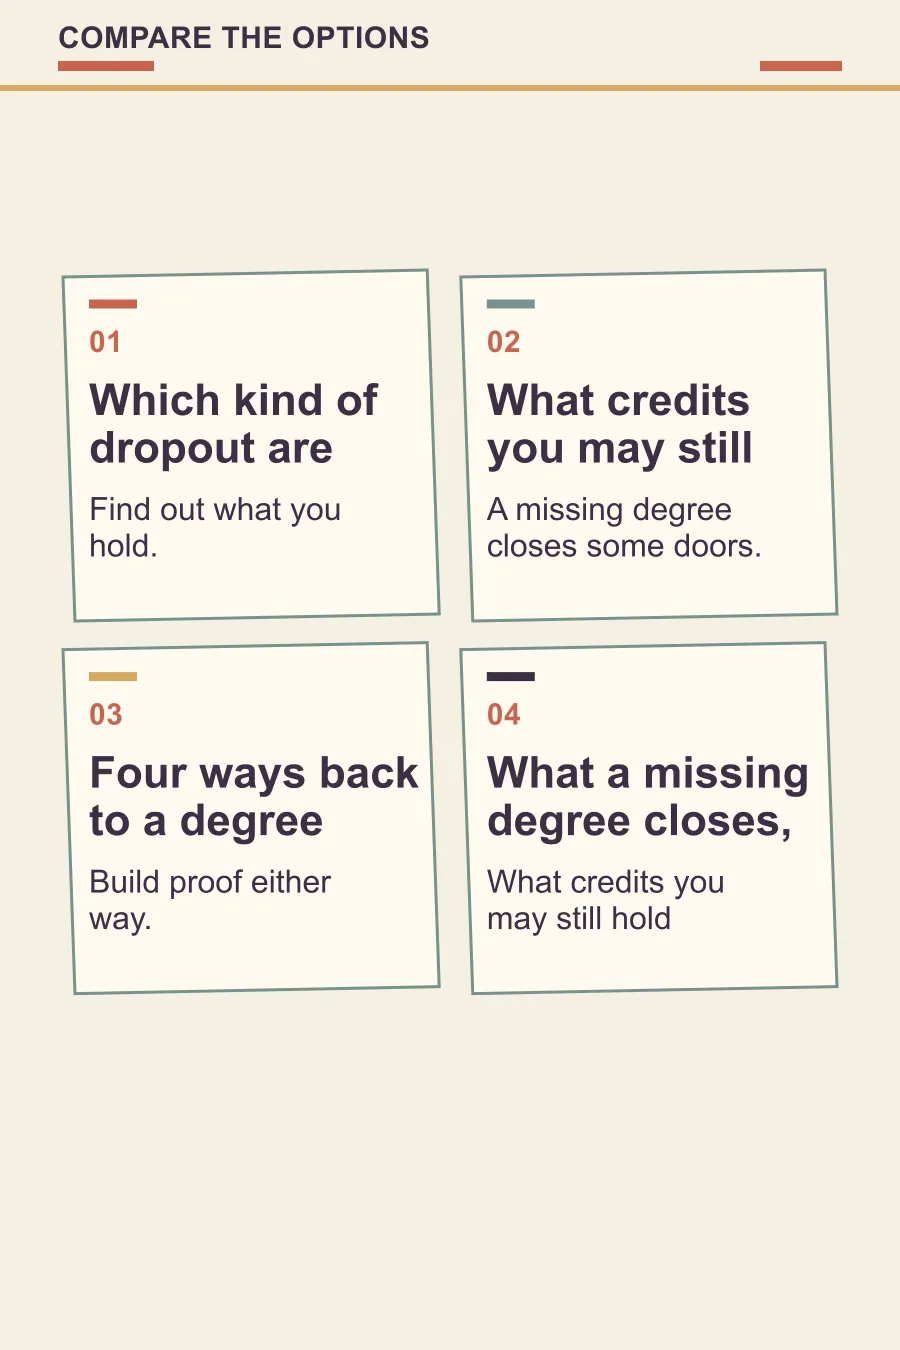 COMPARE THE OPTIONS
01
Which kind of
dropout are
Find out what you
hold.
02
What credits
you may still
A missing degree
closes some doors.
03
Four ways back
to a degree
Build proof either
way.
04
What a missing
degree closes,
What credits you
may still hold